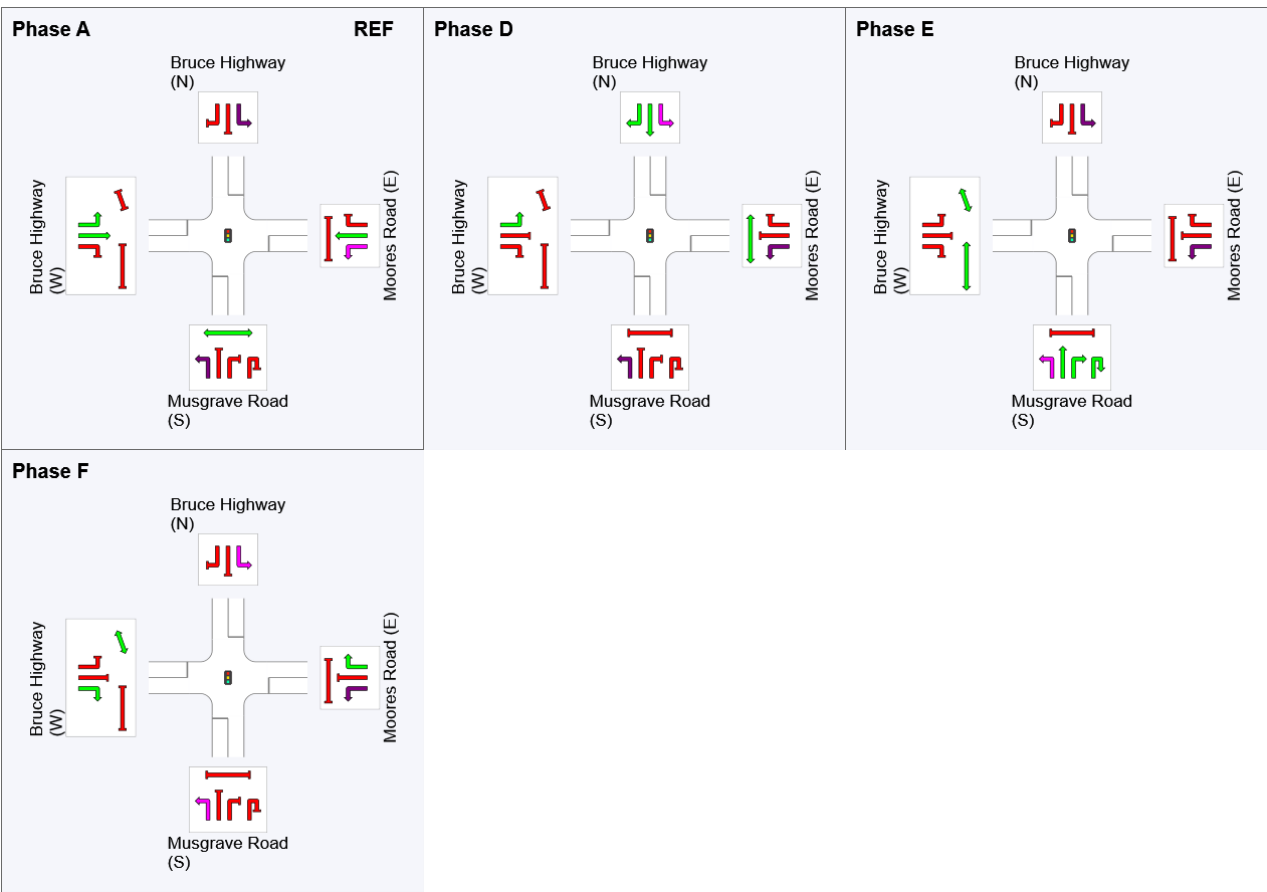 Phase A
REF
Bruce Highway
(N)
Bruce Highway
(W)
Moores Road (E)
Musgrave Road
(S)
Phase D
Bruce Highway
(N)
Bruce Highway
(W)
Moores Road (E)
Musgrave Road
(S)
Phase E
Bruce Highway
(N)
Bruce Highway
(W)
Moores Road (E)
Musgrave Road
(S)
Phase F
Bruce Highway
(N)
Bruce Highway
(W)
Moores Road (E)
Musgrave Road
(S)